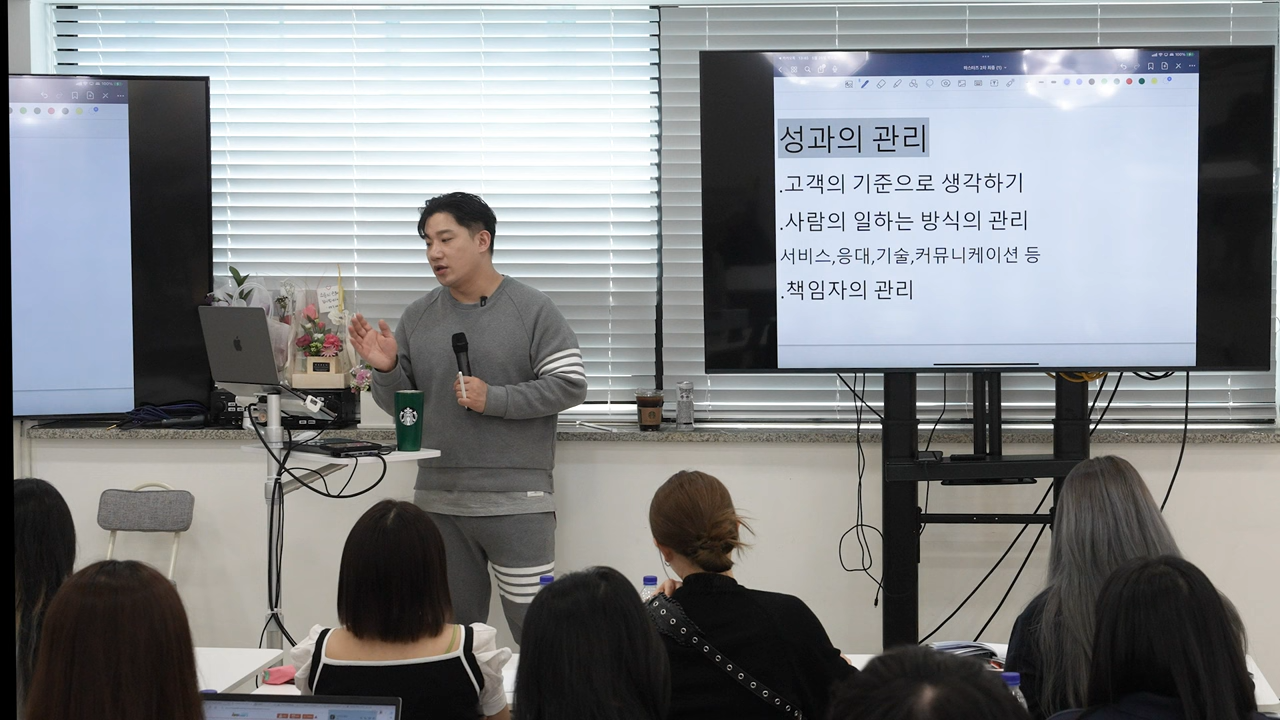 성과의 관리
.고객의 기준으로 생각하기
.사람의 일하는 방식의 관리
서비스,응대,기술,커뮤니케이션 등
.책임자의 관리